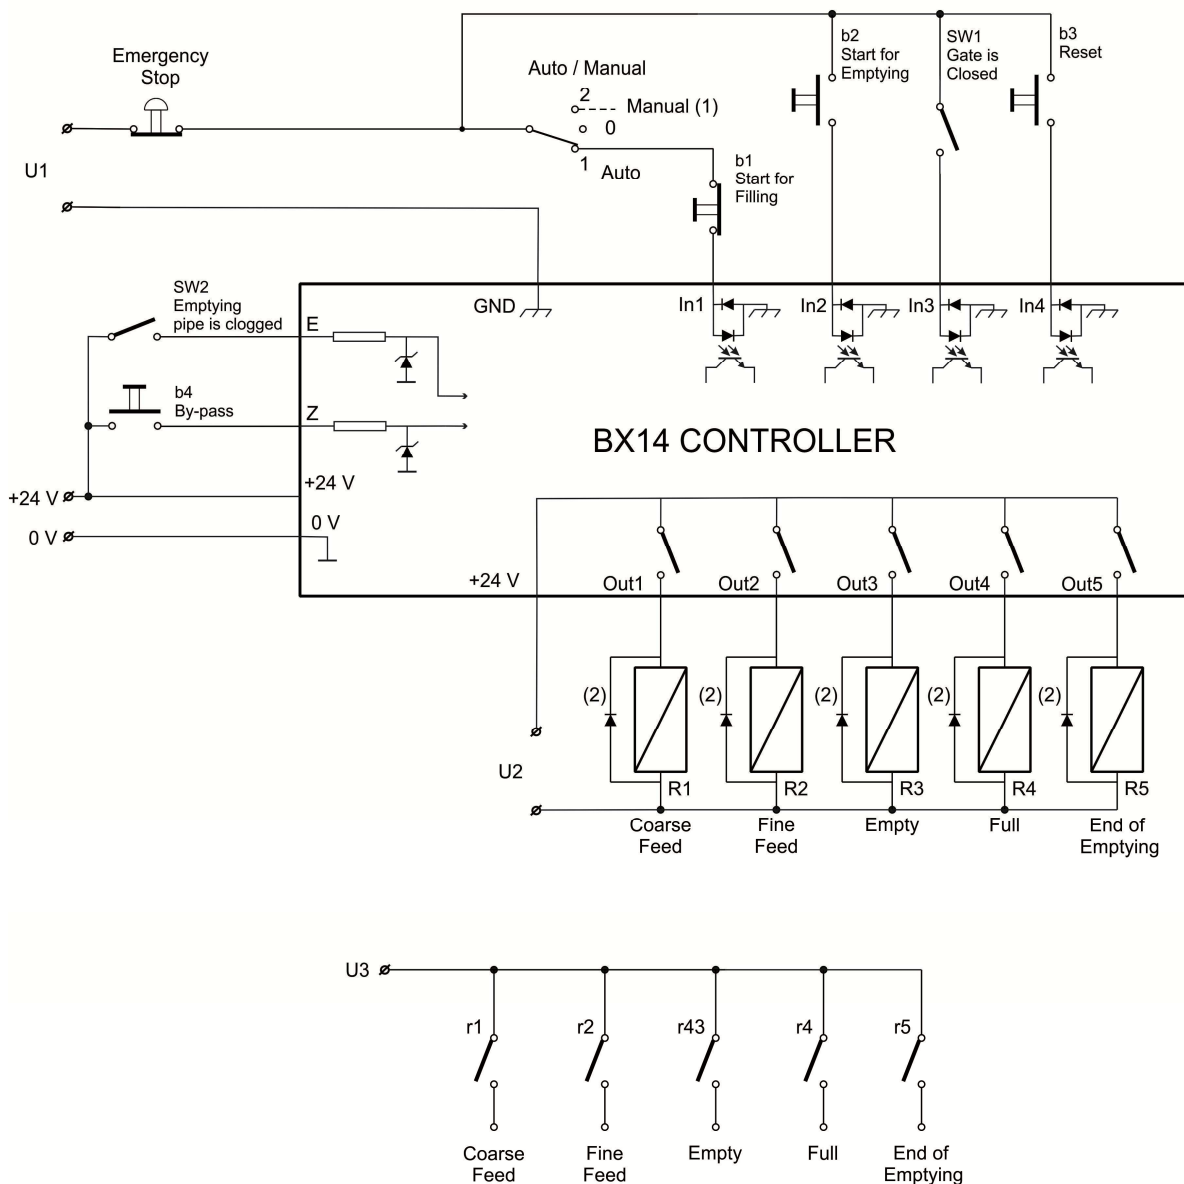 b2
Start for
Emptying
SW1
Gate is
Closed
b3
Reset
Emergency
Stop
Auto / Manual
2
Manual (1)
0
1
Auto
U1
b1
Start for
Filling
SW2
Emptying
pipe is clogged
GND
In1
In2
In3
In4
E
b4
By-pass
Z
BX14 CONTROLLER
+24 V
+24 V
0 V
0 V
+24 V
Out1
Out2
Out3
Out4
Out5
(2)
(2)
(2)
(2)
(2)
U2
R1
R2
R3
R4
R5
Coarse
Feed
Fine
Feed
Empty
Full
End of
Emptying
U3
r1
r2
r43
r4
r5
Coarse
Feed
Fine
Feed
Empty
Full
End of
Emptying